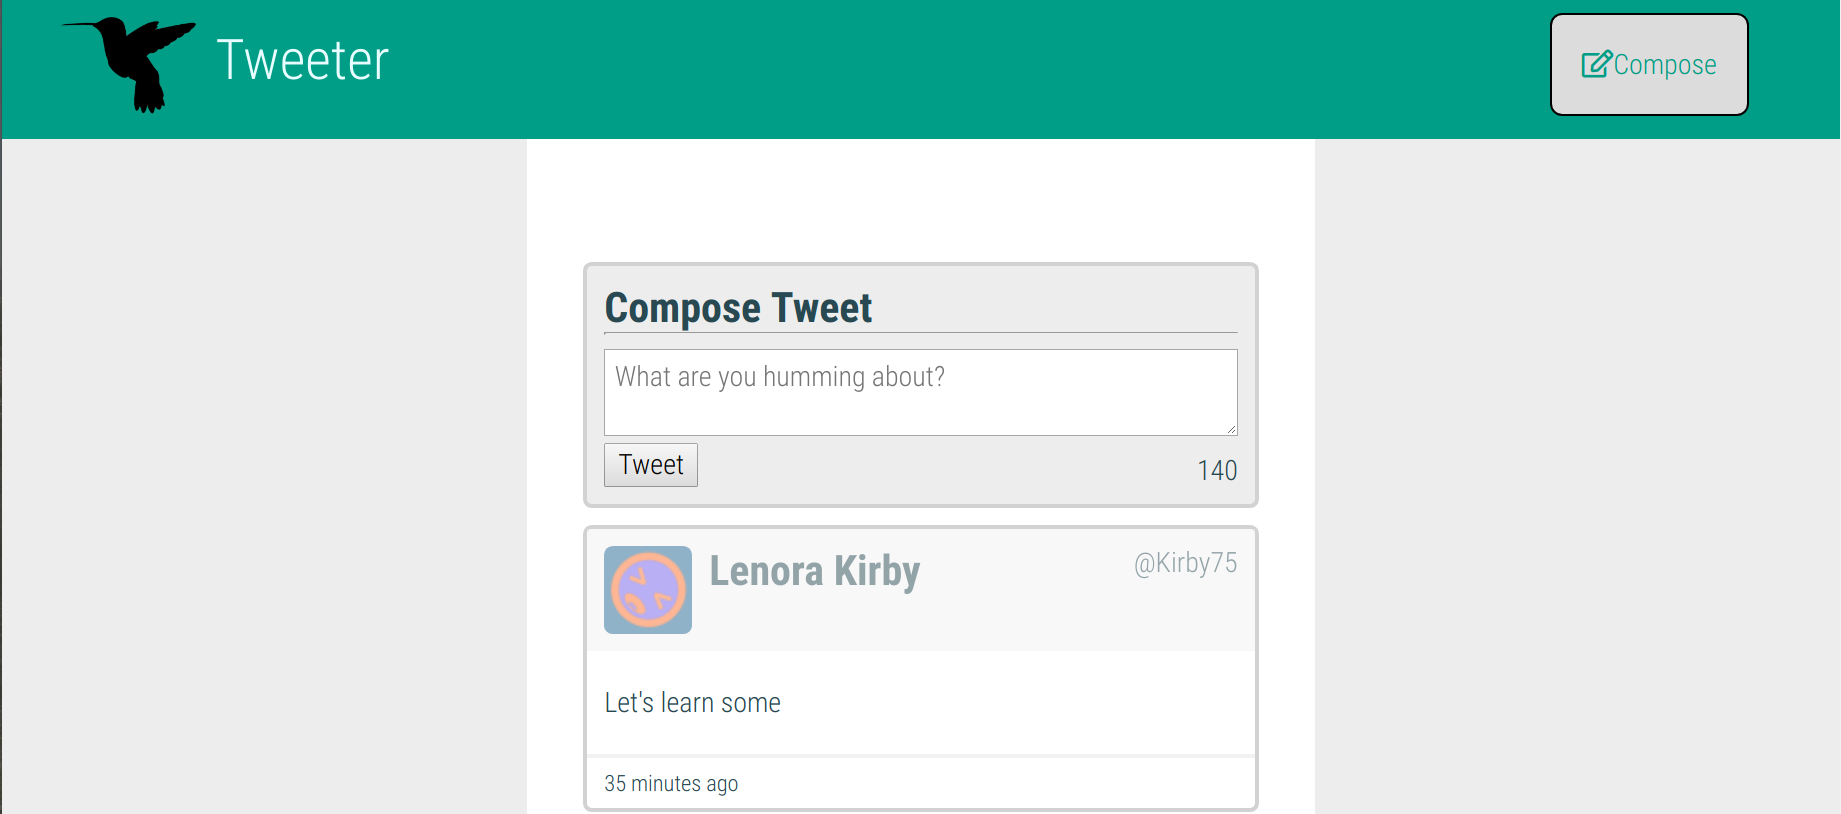 Tweeter
Compose
Compose Tweet
What are you humming about?
Tweet
140
Lenora Kirby
@Kirby75
Let's learn some
35 minutes ago